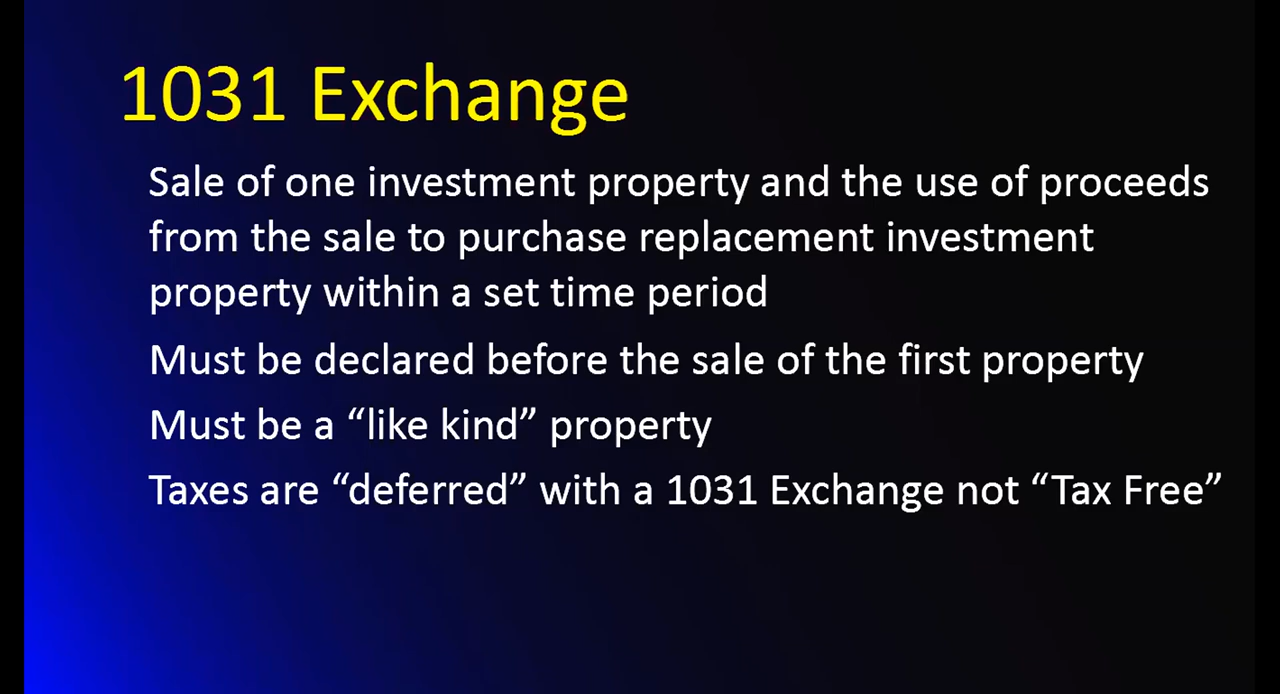 1031 Exchange
Sale of one investment property and the use of proceeds
from the sale to purchase replacement investment
property within a set time period
Must be declared before the sale of the first property
Must be a “like kind” property
Taxes are “deferred” with a 1031 Exchange not “Tax Free”